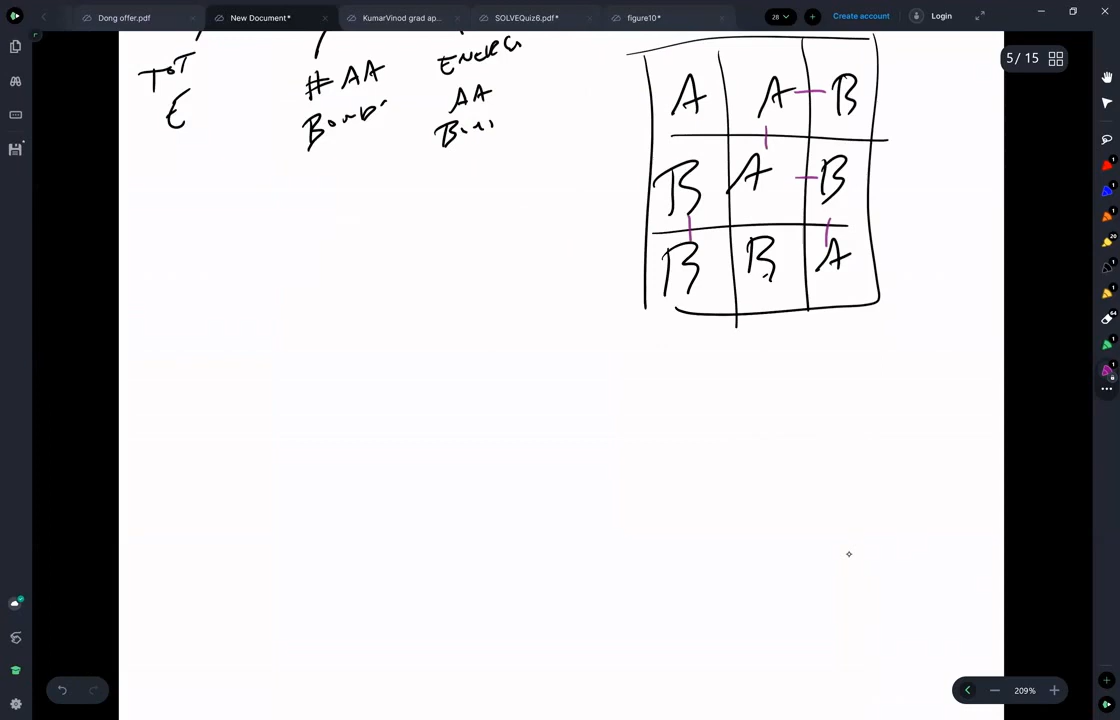 Dong offer.pdf
New Document*
KumarVinod grad ap...
SOLVEQuiz6.pdf*
figure10*
28
Create account
Login
5 / 15
TOT
E
# AA
AA
A A B
B A B
B B A
209%